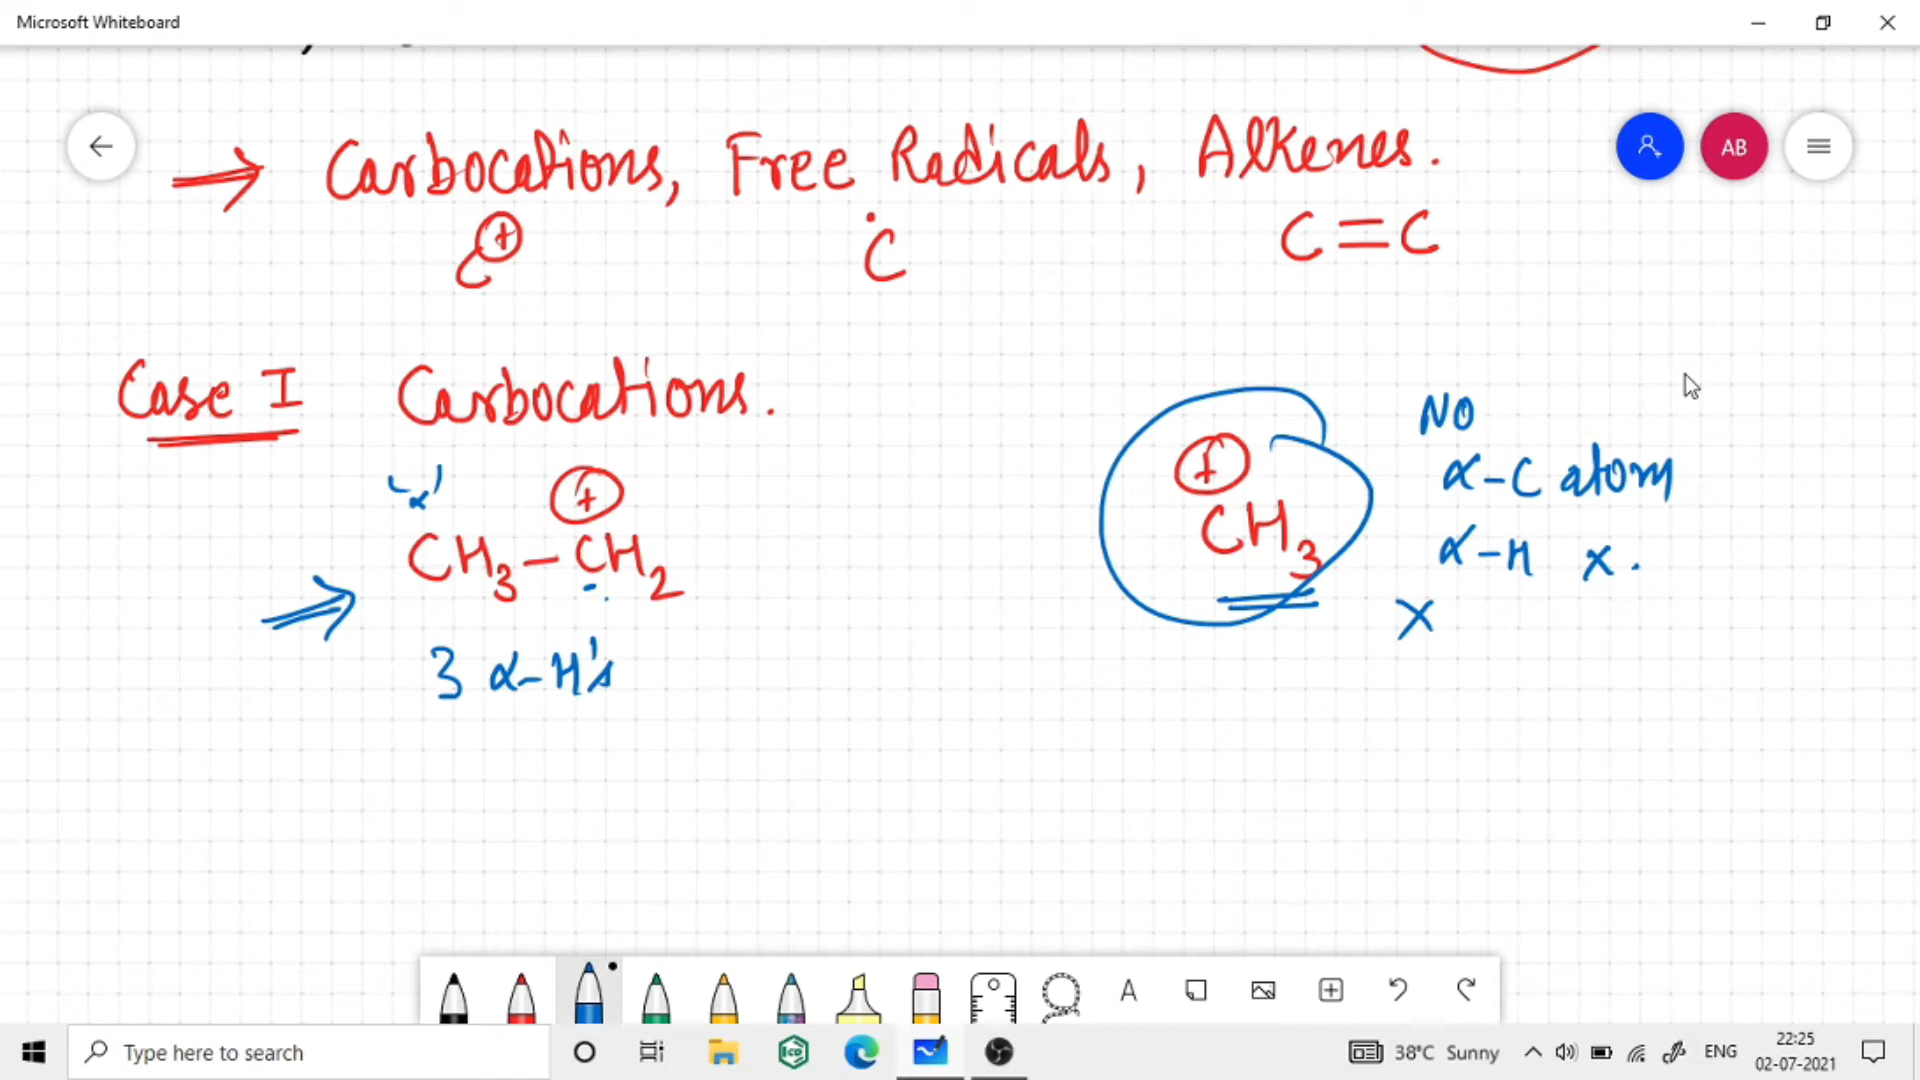 Microsoft Whiteboard
⇒ Carbocations, Free Radicals, Alkenes.
C⊕ Ċ C=C
AB
Case I Carbocations.
'α' ⊕
CH3-CH2
⇒
3 α-H's
⊕
CH3
NO
α-C atom
α-H x.
X
A
Type here to search
38°C Sunny
ENG
22:25
02-07-2021